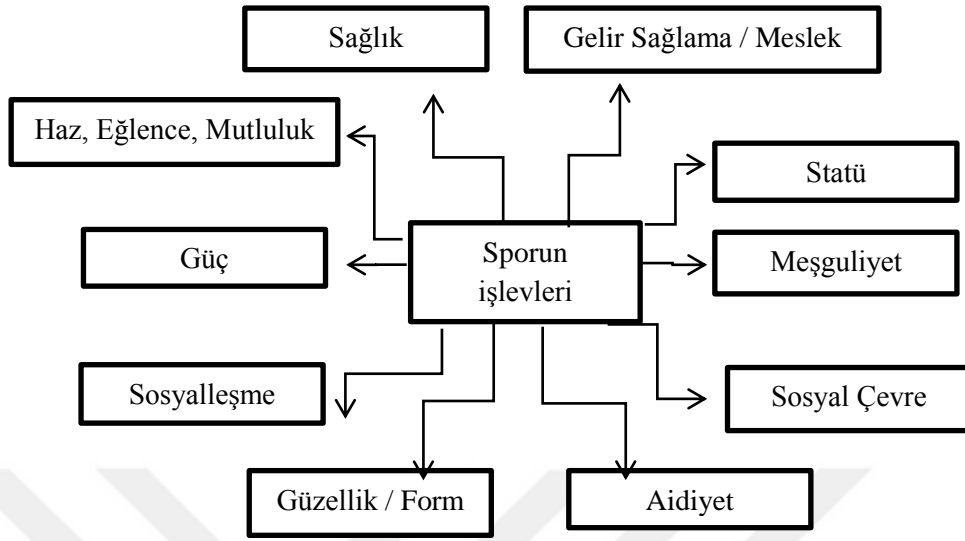 Sağlık
Gelir Sağlama / Meslek
Haz, Eğlence, Mutluluk
Statü
Güç
Sporun
işlevleri
Meşguliyet
Sosyalleşme
Sosyal Çevre
Güzellik / Form
Aidiyet